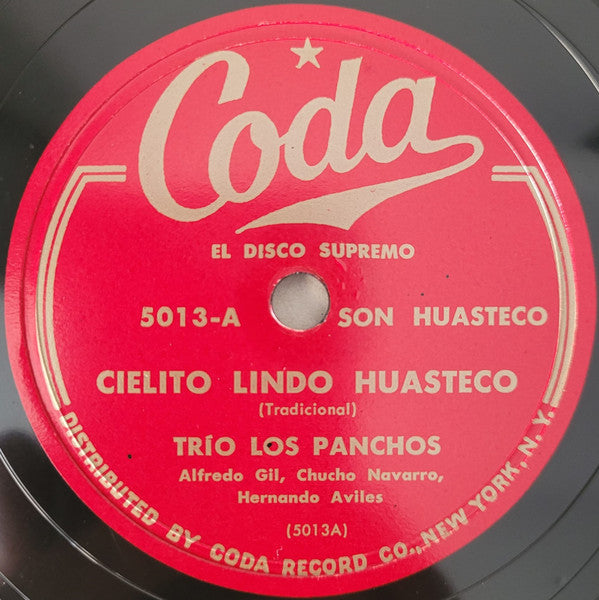 Coda
EL DISCO SUPREMO
5013-A SON HUASTECO
CIELITO LINDO HUASTECO
(Tradicional)
TRÍO LOS PANCHOS
Alfredo Gil, Chucho Navarro,
Hernando Aviles
(5013A)
DISTRIBUTED BY CODA RECORD CO., NEW YORK, N. Y.